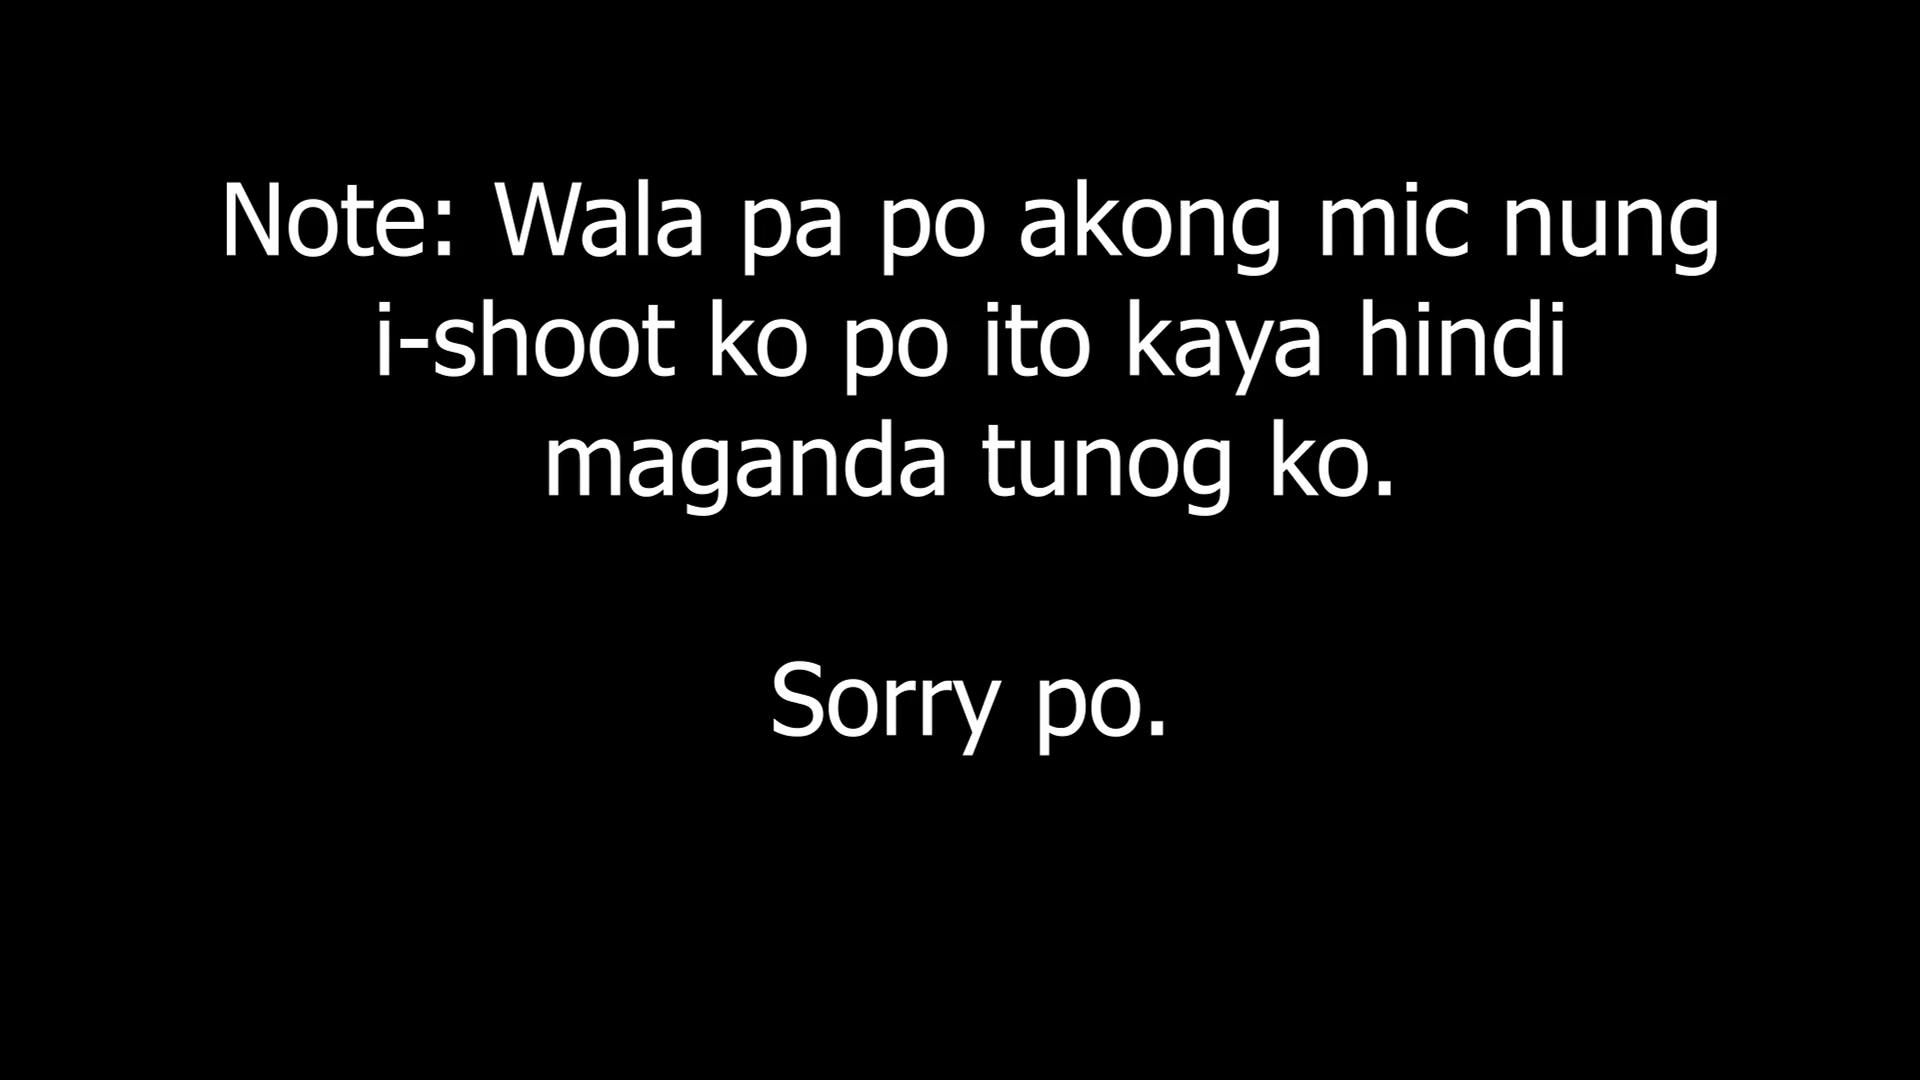 Note: Wala pa po akong mic nung
i-shoot ko po ito kaya hindi
maganda tunog ko.
Sorry po.